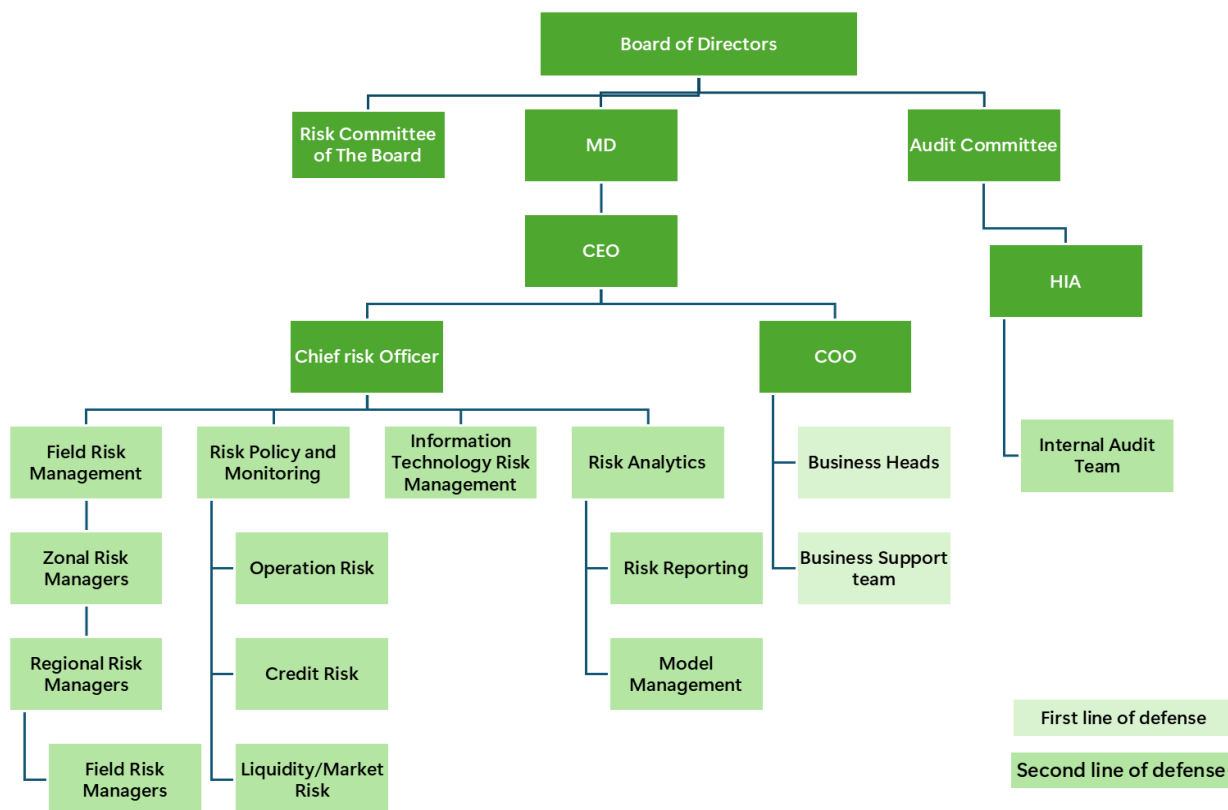 Board of Directors
Risk Committee
of The Board
MD
Audit Committee
CEO
HIA
Chief risk Officer
COO
Field Risk
Management
Risk Policy and
Monitoring
Information
Technology Risk
Management
Risk Analytics
Business Heads
Internal Audit
Team
Zonal Risk
Managers
Operation Risk
Risk Reporting
Business Support
team
Regional Risk
Managers
Credit Risk
Model
Management
First line of defense
Field Risk
Managers
Liquidity/Market
Risk
Second line of defense